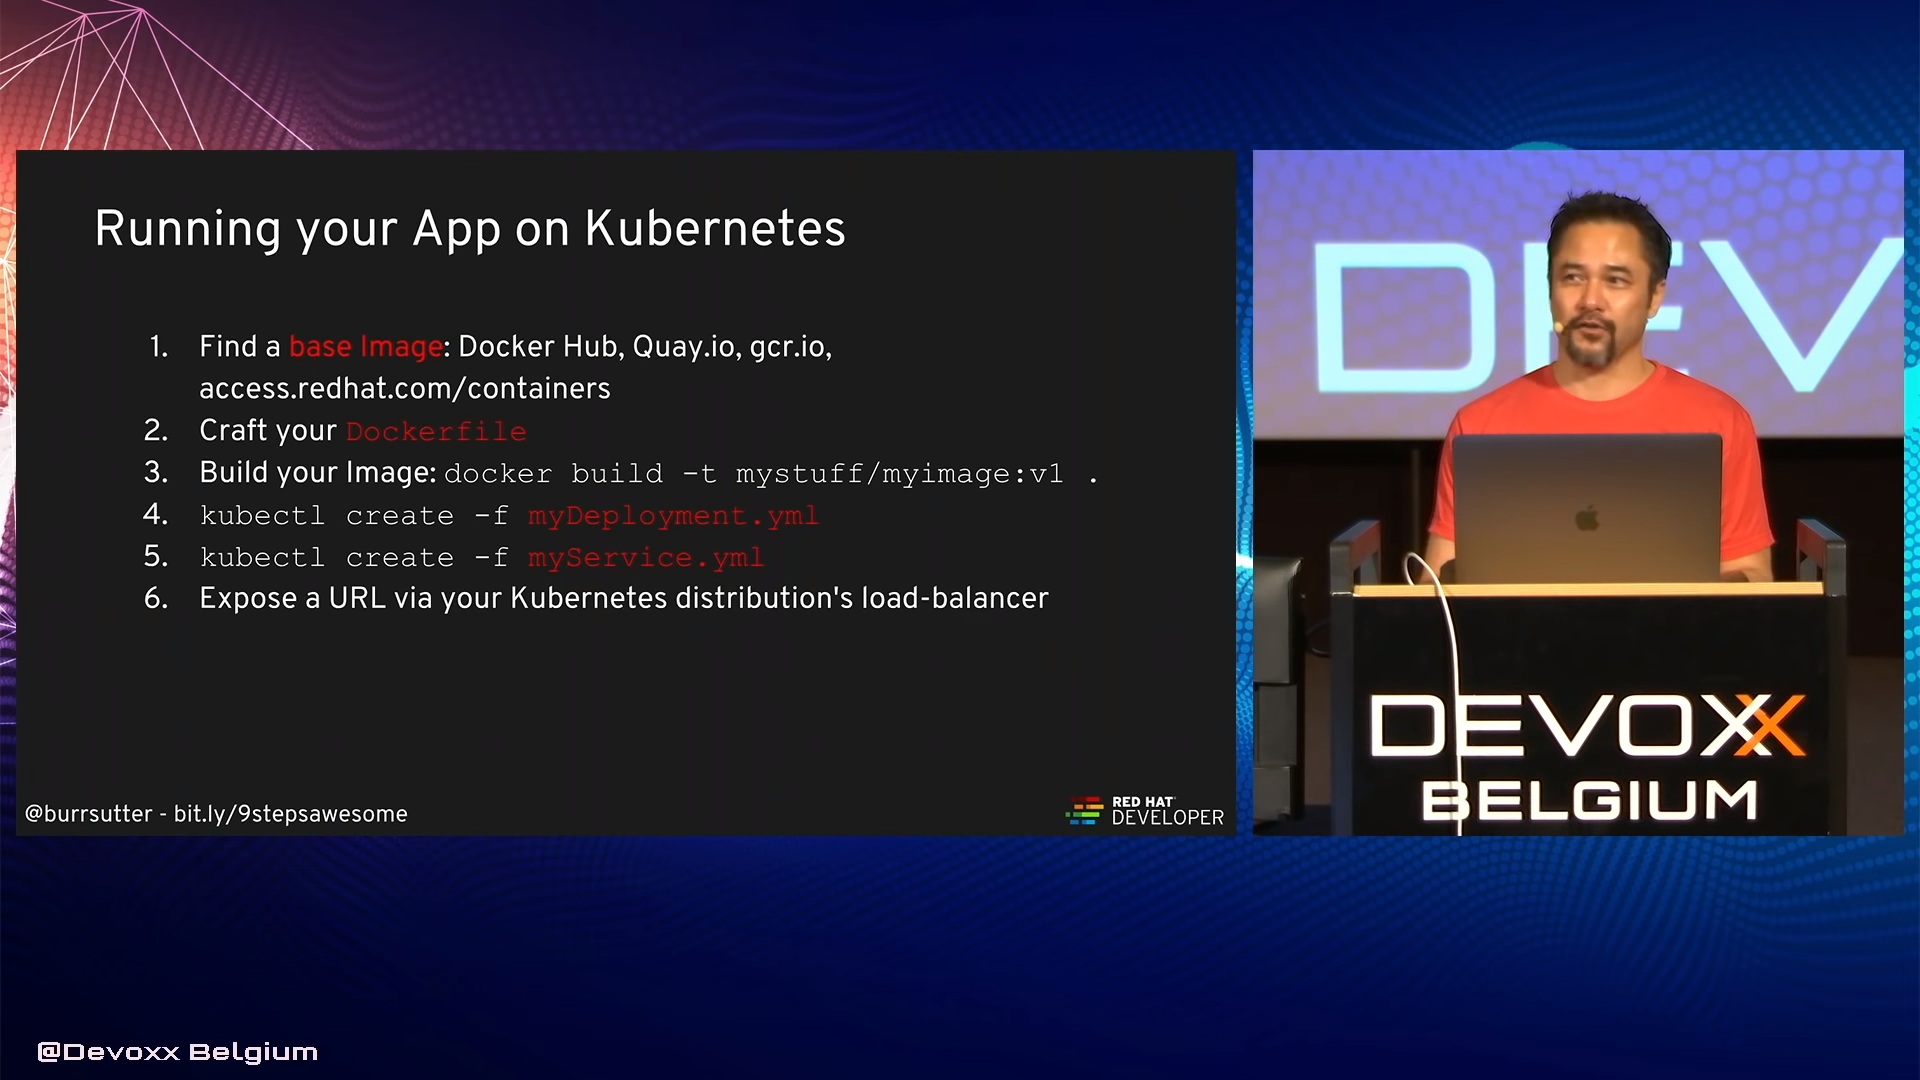 Running your App on Kubernetes
1. Find a base Image: Docker Hub, Quay.io, gcr.io,
access.redhat.com/containers
2. Craft your Dockerfile
3. Build your Image: docker build -t mystuff/myimage:v1 .
4. kubectl create -f myDeployment.yml
5. kubectl create -f myService.yml
6. Expose a URL via your Kubernetes distribution's load-balancer
@burrsutter - bit.ly/9stepsawesome
RED HAT
DEVELOPER
DEV
DEVOXX
BELGIUM
@Devoxx Belgium